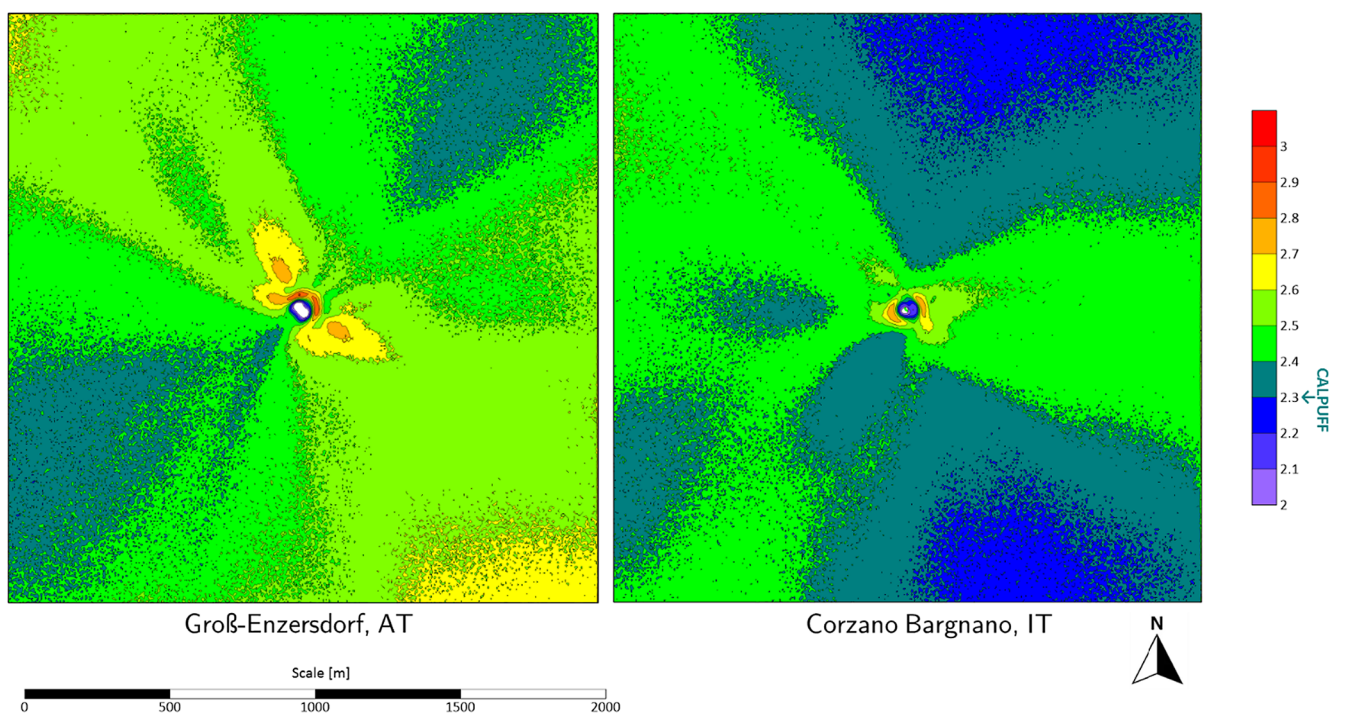 3
2.9
2.8
2.7
2.6
2.5
2.4
2.3
2.2
2.1
2
CALPUFF
Groß-Enzersdorf, AT
Corzano Bargnano, IT
N
Scale [m]
0 500 1000 1500 2000